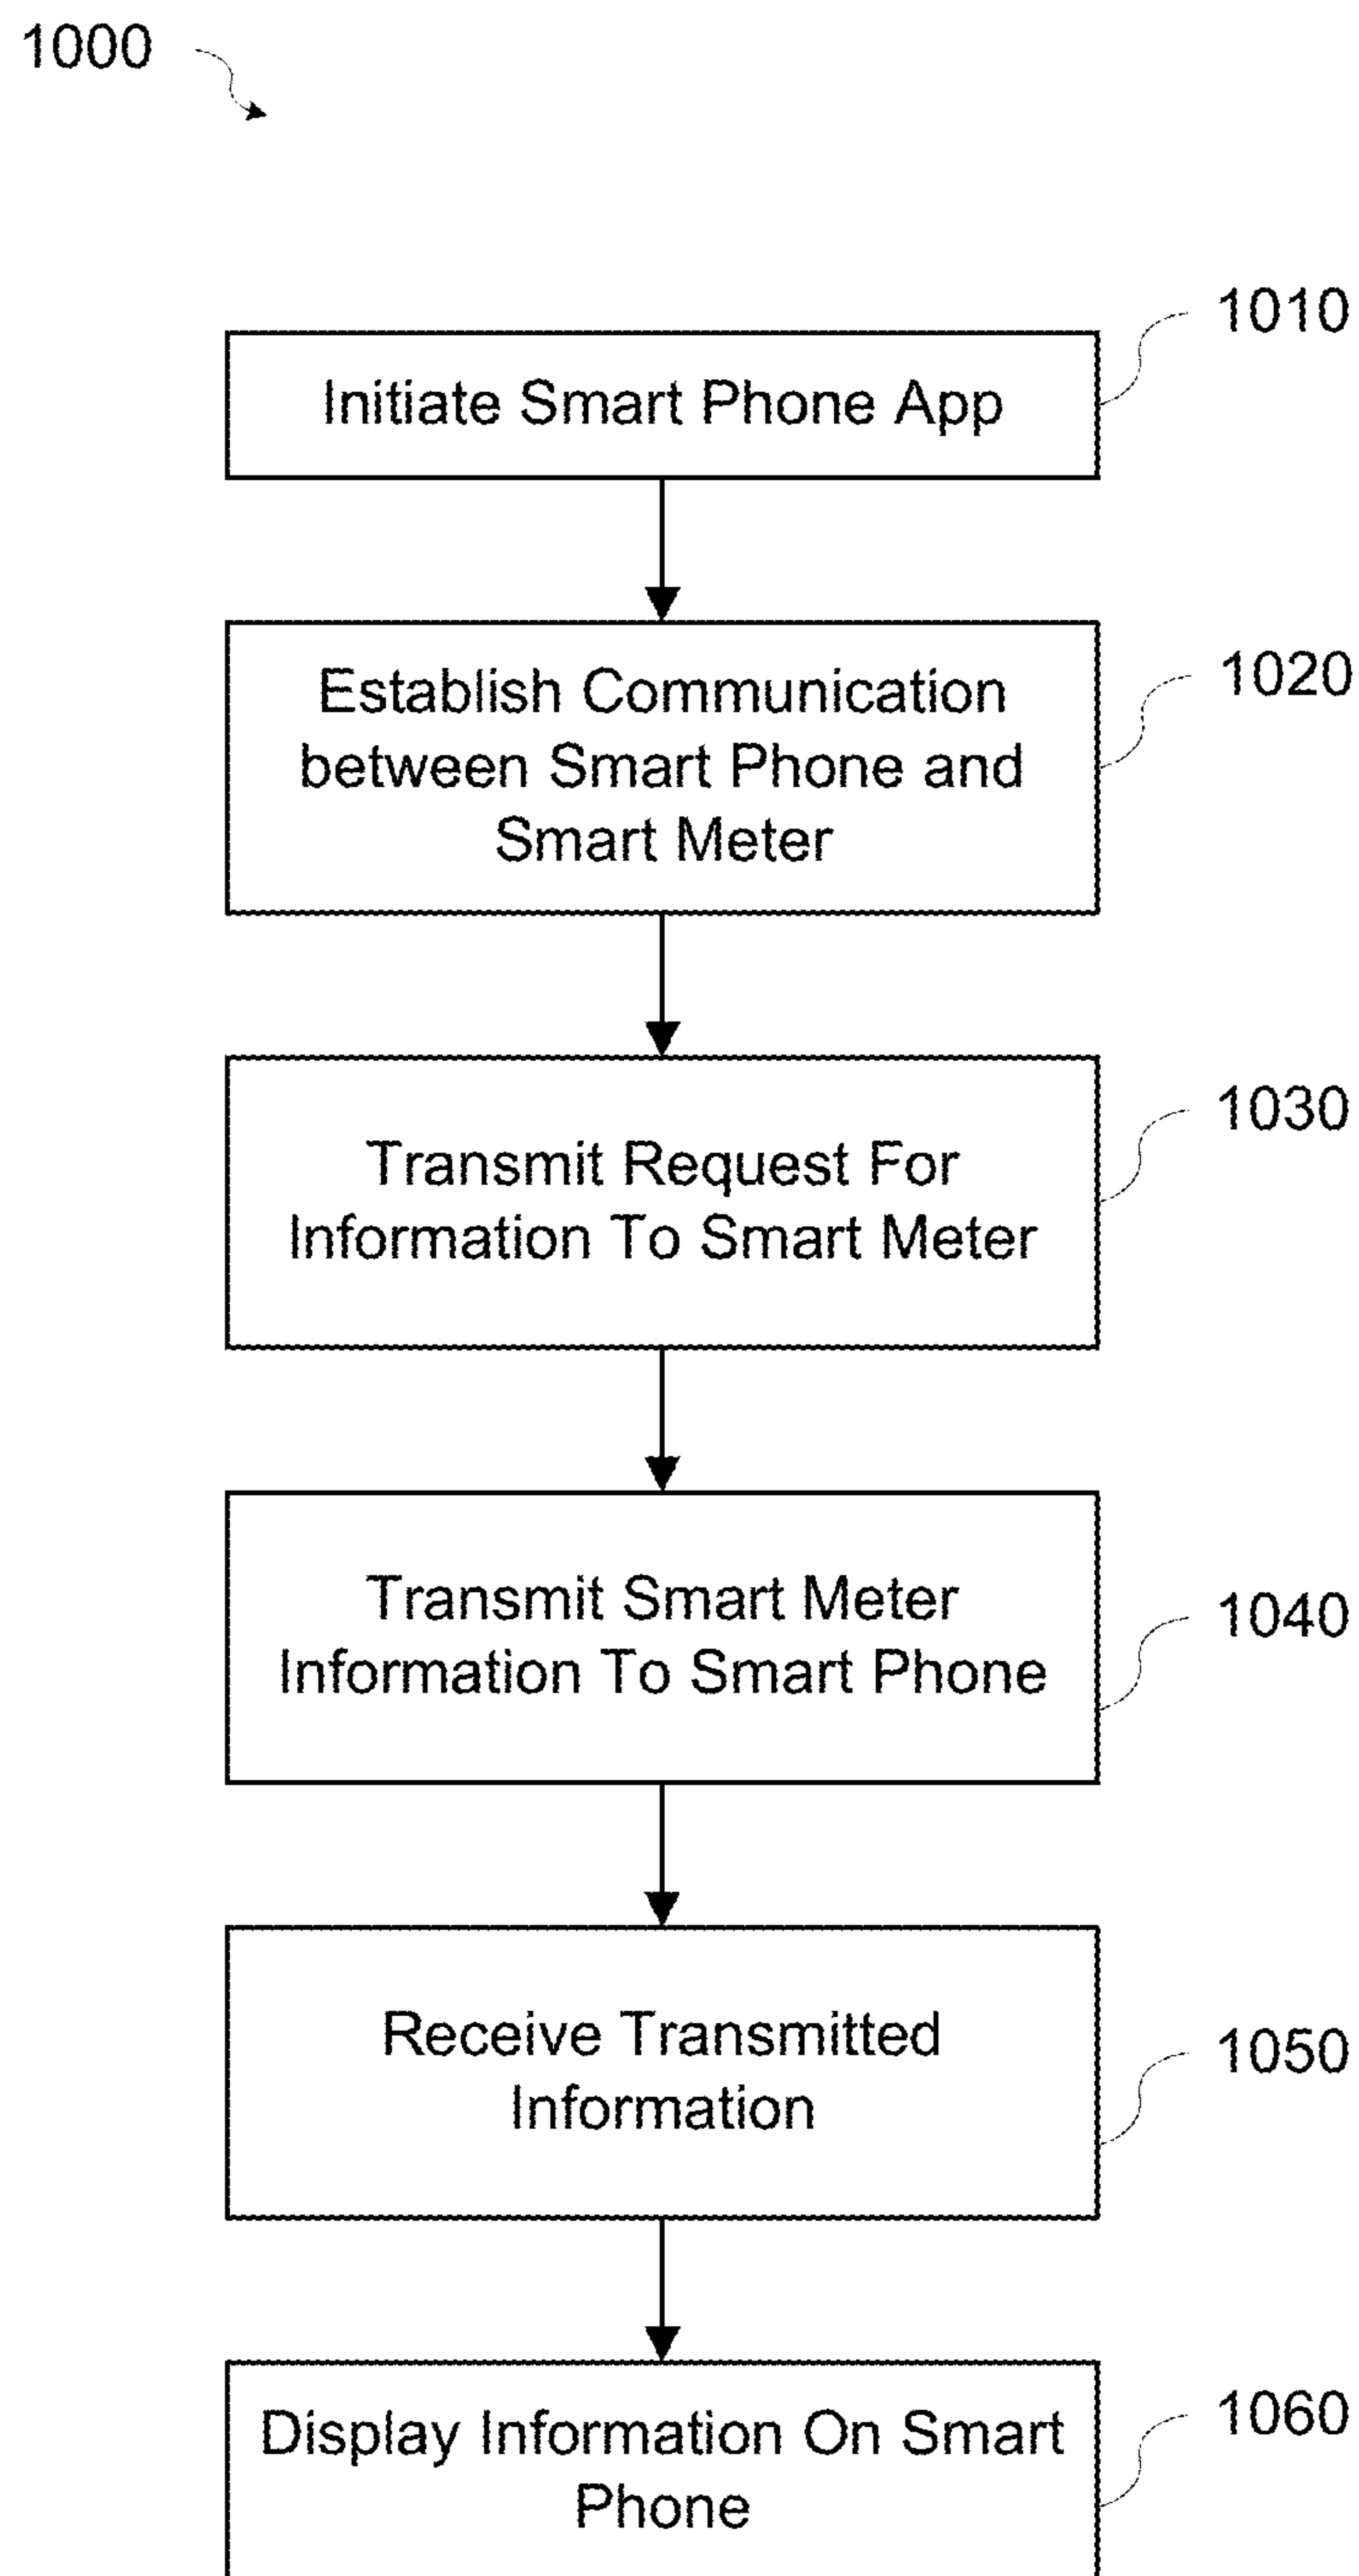 1000
1010
Initiate Smart Phone App
1020
Establish Communication
between Smart Phone and
Smart Meter
1030
Transmit Request For
Information To Smart Meter
1040
Transmit Smart Meter
Information To Smart Phone
1050
Receive Transmitted
Information
1060
Display Information On Smart
Phone